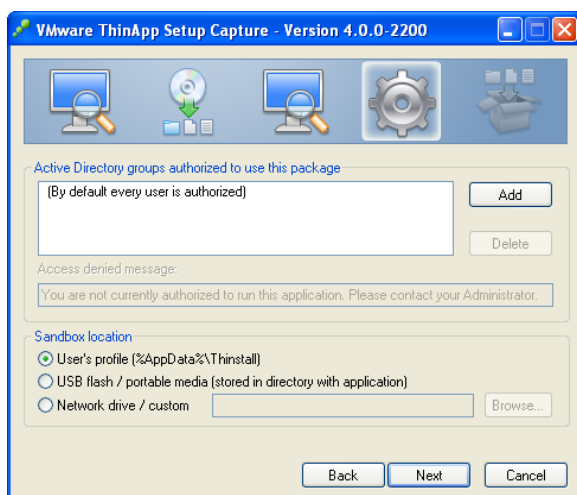 VMware ThinApp Setup Capture - Version 4.0.0-2200
Active Directory groups authorized to use this package
(By default every user is authorized)
Add
Delete
Access denied message:
You are not currently authorized to run this application. Please contact your Administrator.
Sandbox location
User's profile (%AppData%\Thinstall)
USB flash / portable media (stored in directory with application)
Network drive / custom
Browse...
Back
Next
Cancel